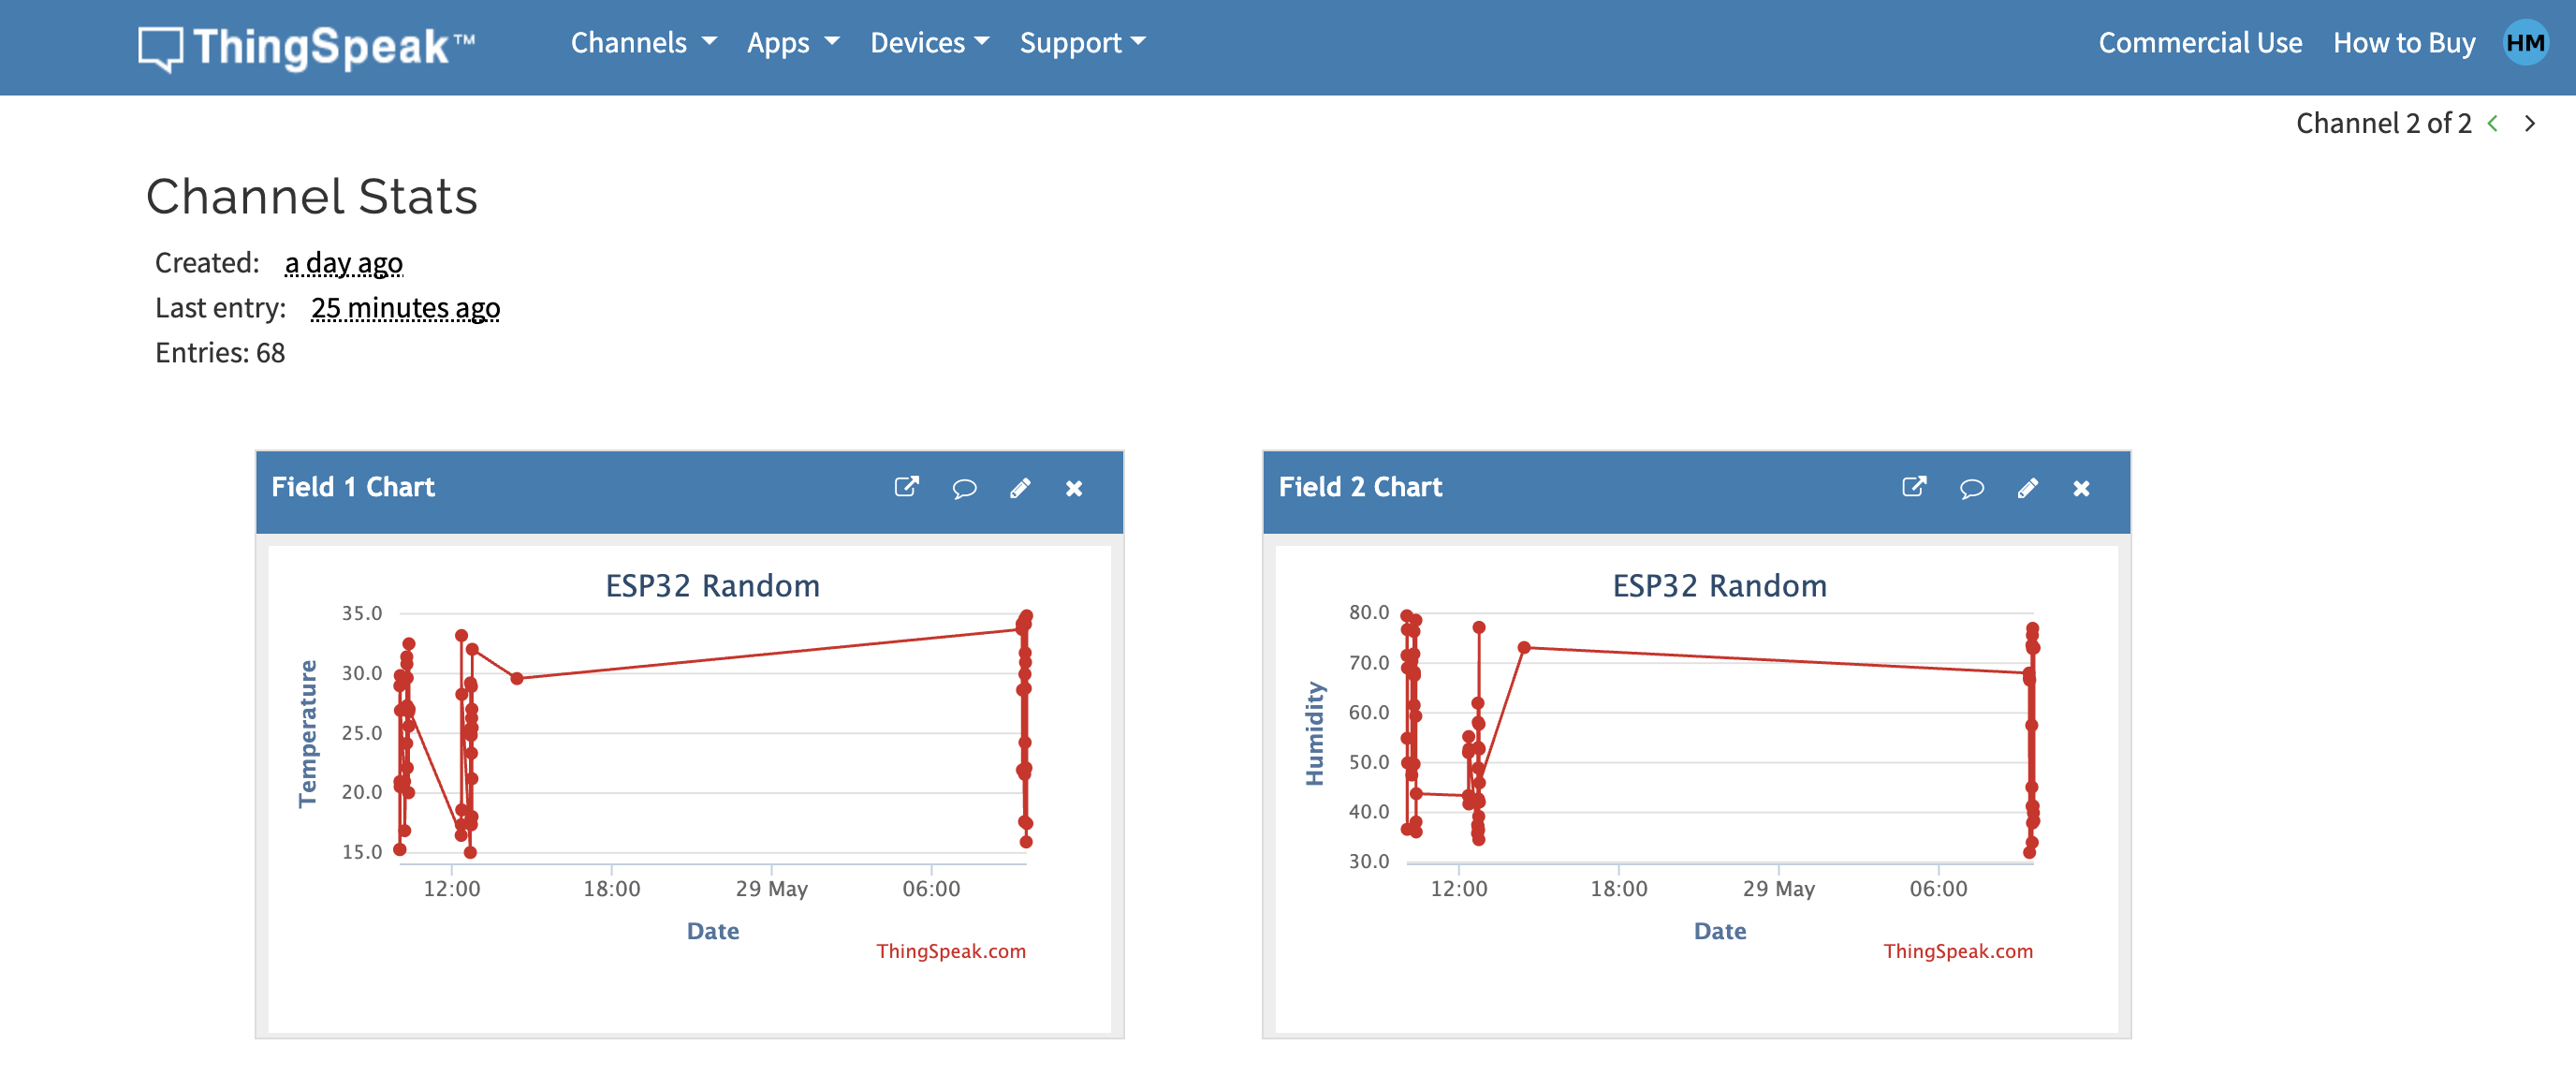 ThingSpeak™ Channels Apps Devices Support Commercial Use How to Buy HM
Channel 2 of 2
Channel Stats
Created: a day ago
Last entry: 25 minutes ago
Entries: 68
Field 1 Chart
ESP32 Random
Temperature
35.0
30.0
25.0
20.0
15.0
12:00 18:00 29 May 06:00
Date
ThingSpeak.com
Field 2 Chart
ESP32 Random
Humidity
80.0
70.0
60.0
50.0
40.0
30.0
12:00 18:00 29 May 06:00
Date
ThingSpeak.com